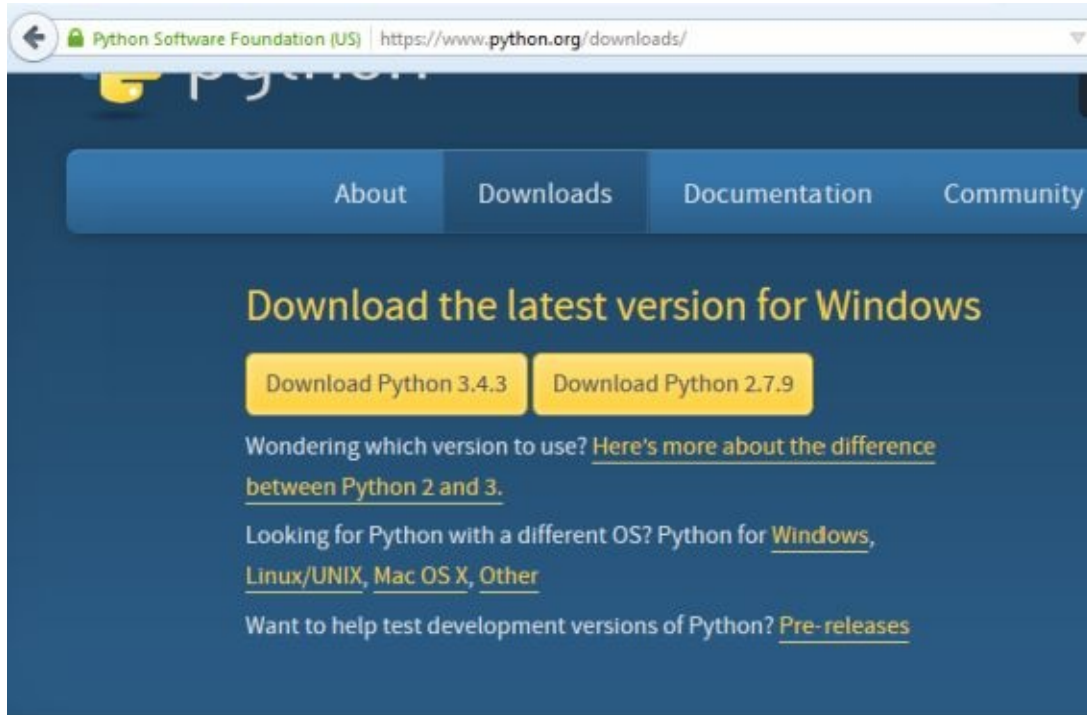 Python Software Foundation (US) https://www.python.org/downloads/
python
About Downloads Documentation Community
Download the latest version for Windows
Download Python 3.4.3 Download Python 2.7.9
Wondering which version to use? Here's more about the difference
between Python 2 and 3.
Looking for Python with a different OS? Python for Windows,
Linux/UNIX, Mac OS X, Other
Want to help test development versions of Python? Pre-releases